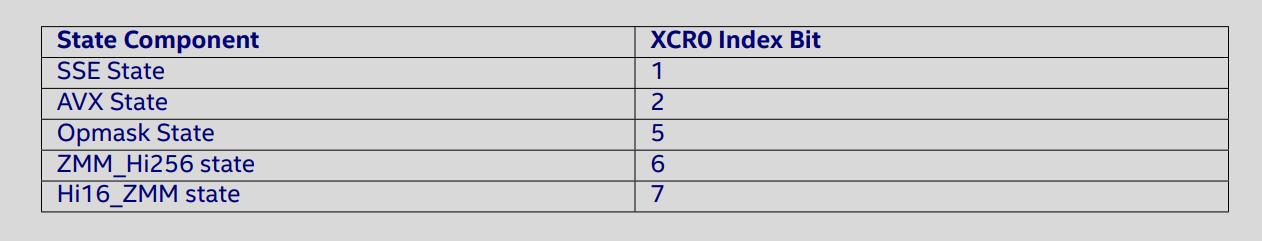 State Component XCR0 Index Bit
SSE State 1
AVX State 2
Opmask State 5
ZMM_Hi256 state 6
Hi16_ZMM state 7